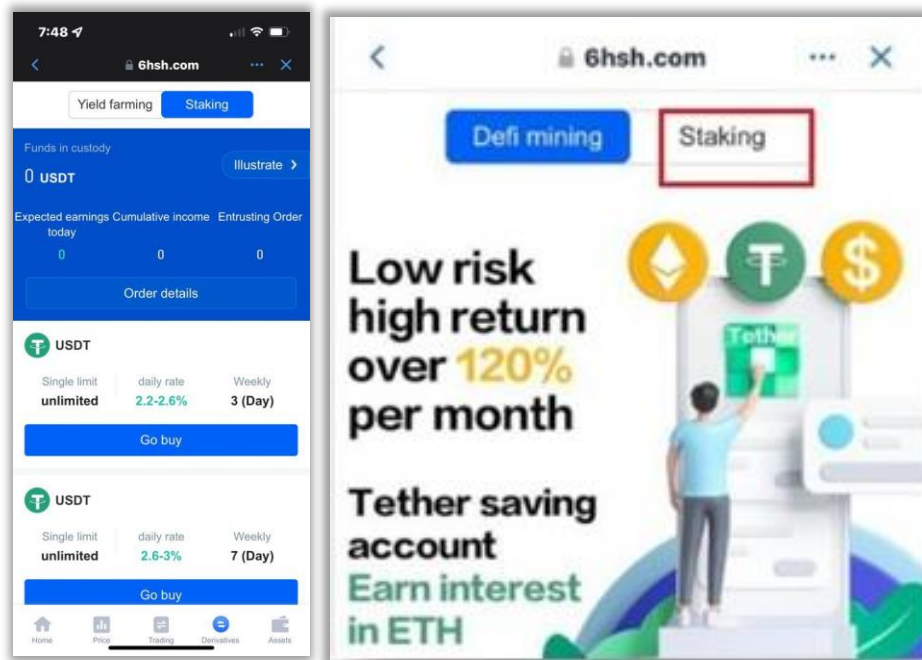 7:48
6hsh.com
Yield farming Staking
Funds in custody
0 USDT
Illustrate >
Expected earnings today Cumulative income Entrusting Order
0 0 0
Order details
USDT
Single limit daily rate Weekly
unlimited 2.2-2.6% 3 (Day)
Go buy
USDT
Single limit daily rate Weekly
unlimited 2.6-3% 7 (Day)
Go buy
Home Price Trading Derivatives Assets
6hsh.com
Defi mining Staking
Low risk
high return
over 120%
per month
Tether saving
account
Earn interest
in ETH
Tether